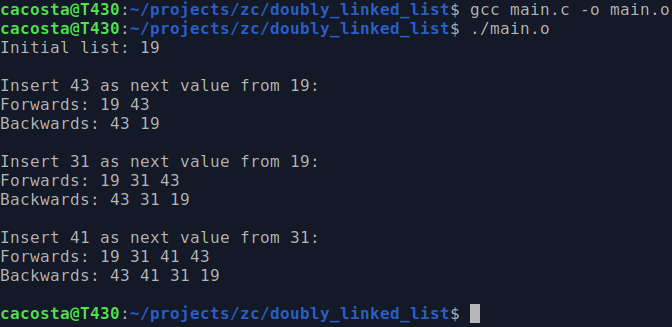 cacosta@T430:~/projects/zc/doubly_linked_list$ gcc main.c -o main.o
cacosta@T430:~/projects/zc/doubly_linked_list$ ./main.o
Initial list: 19
Insert 43 as next value from 19:
Forwards: 19 43
Backwards: 43 19
Insert 31 as next value from 19:
Forwards: 19 31 43
Backwards: 43 31 19
Insert 41 as next value from 31:
Forwards: 19 31 41 43
Backwards: 43 41 31 19
cacosta@T430:~/projects/zc/doubly_linked_list$